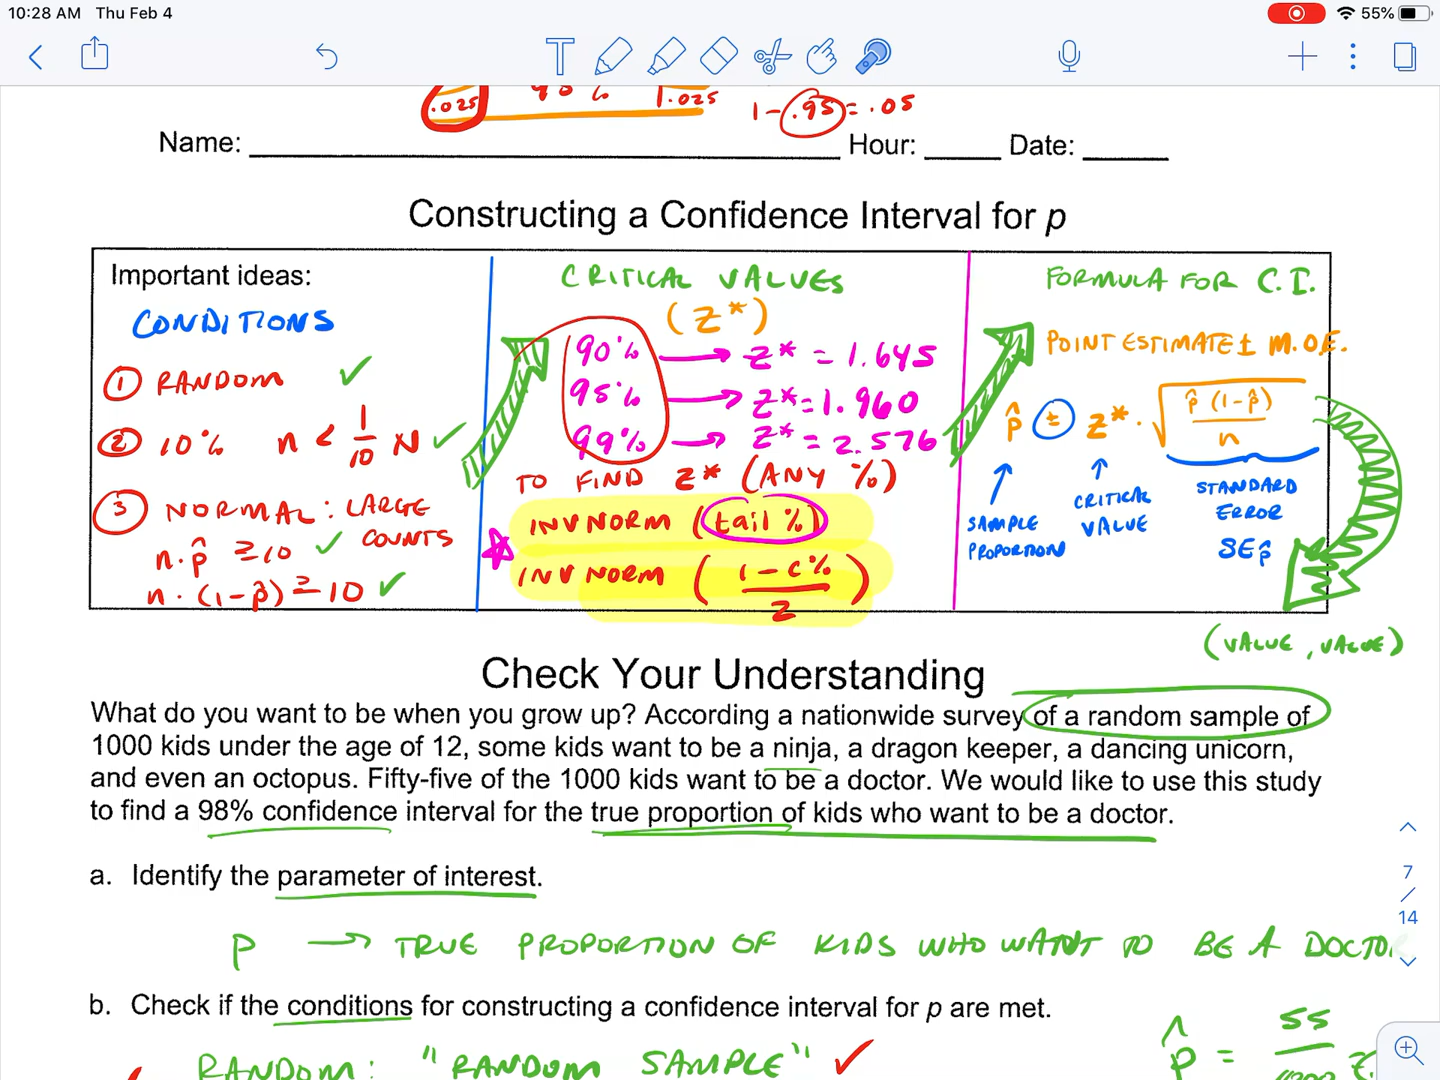 10:28 AM Thu Feb 4
55%
.025 1.025 1 - .95 = .05
Name: Hour: Date:
Constructing a Confidence Interval for p
Important ideas:
CONDITIONS
① RANDOM ✓
② 10% n < 1/10 N ✓
③ NORMAL: LARGE
COUNTS
n·p̂ ≥ 10 ✓
n·(1-p̂) ≥ 10 ✓
CRITICAL VALUES
(Z*)
90% → Z* = 1.645
95% → Z* = 1.960
99% → Z* = 2.576
TO FIND Z* (ANY %)
INVNORM (tail %)
INVNORM (1-C%/2)
FORMULA FOR C.I.
POINT ESTIMATE ± M.O.E.
p̂ ± Z* · √(p̂(1-p̂)/n)
SAMPLE
PROPORTION
CRITICAL
VALUE
STANDARD
ERROR
SEp̂
(VALUE, VALUE)
Check Your Understanding
What do you want to be when you grow up? According a nationwide survey of a random sample of
1000 kids under the age of 12, some kids want to be a ninja, a dragon keeper, a dancing unicorn,
and even an octopus. Fifty-five of the 1000 kids want to be a doctor. We would like to use this study
to find a 98% confidence interval for the true proportion of kids who want to be a doctor.
a. Identify the parameter of interest.
p → TRUE PROPORTION OF KIDS WHO WANT TO BE A DOCTOR
7
/
14
b. Check if the conditions for constructing a confidence interval for p are met.
RANDOM: "RANDOM SAMPLE" ✓
p̂ = 55